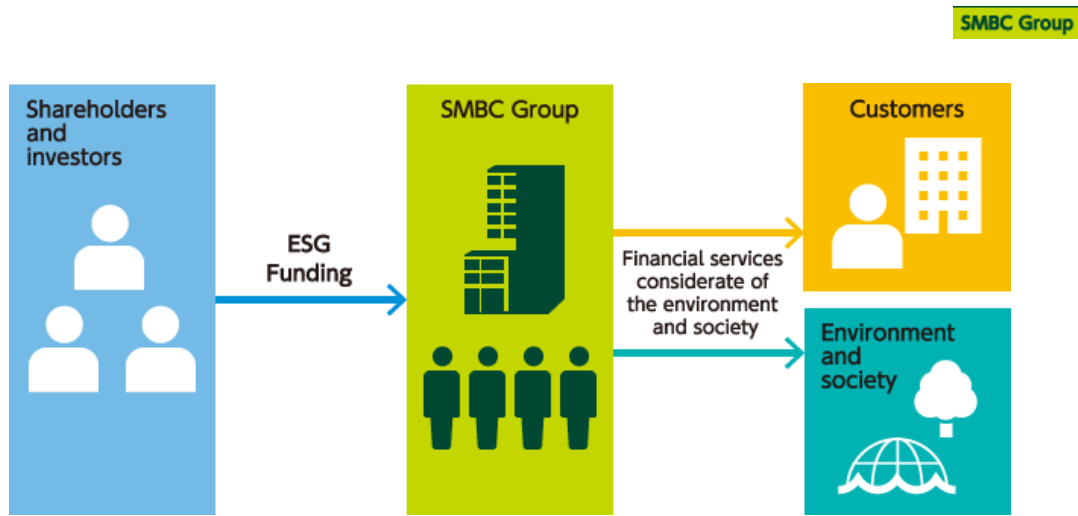 SMBC Group
Shareholders
and
investors
ESG
Funding
SMBC Group
Financial services
considerate of
the environment
and society
Customers
Environment
and
society